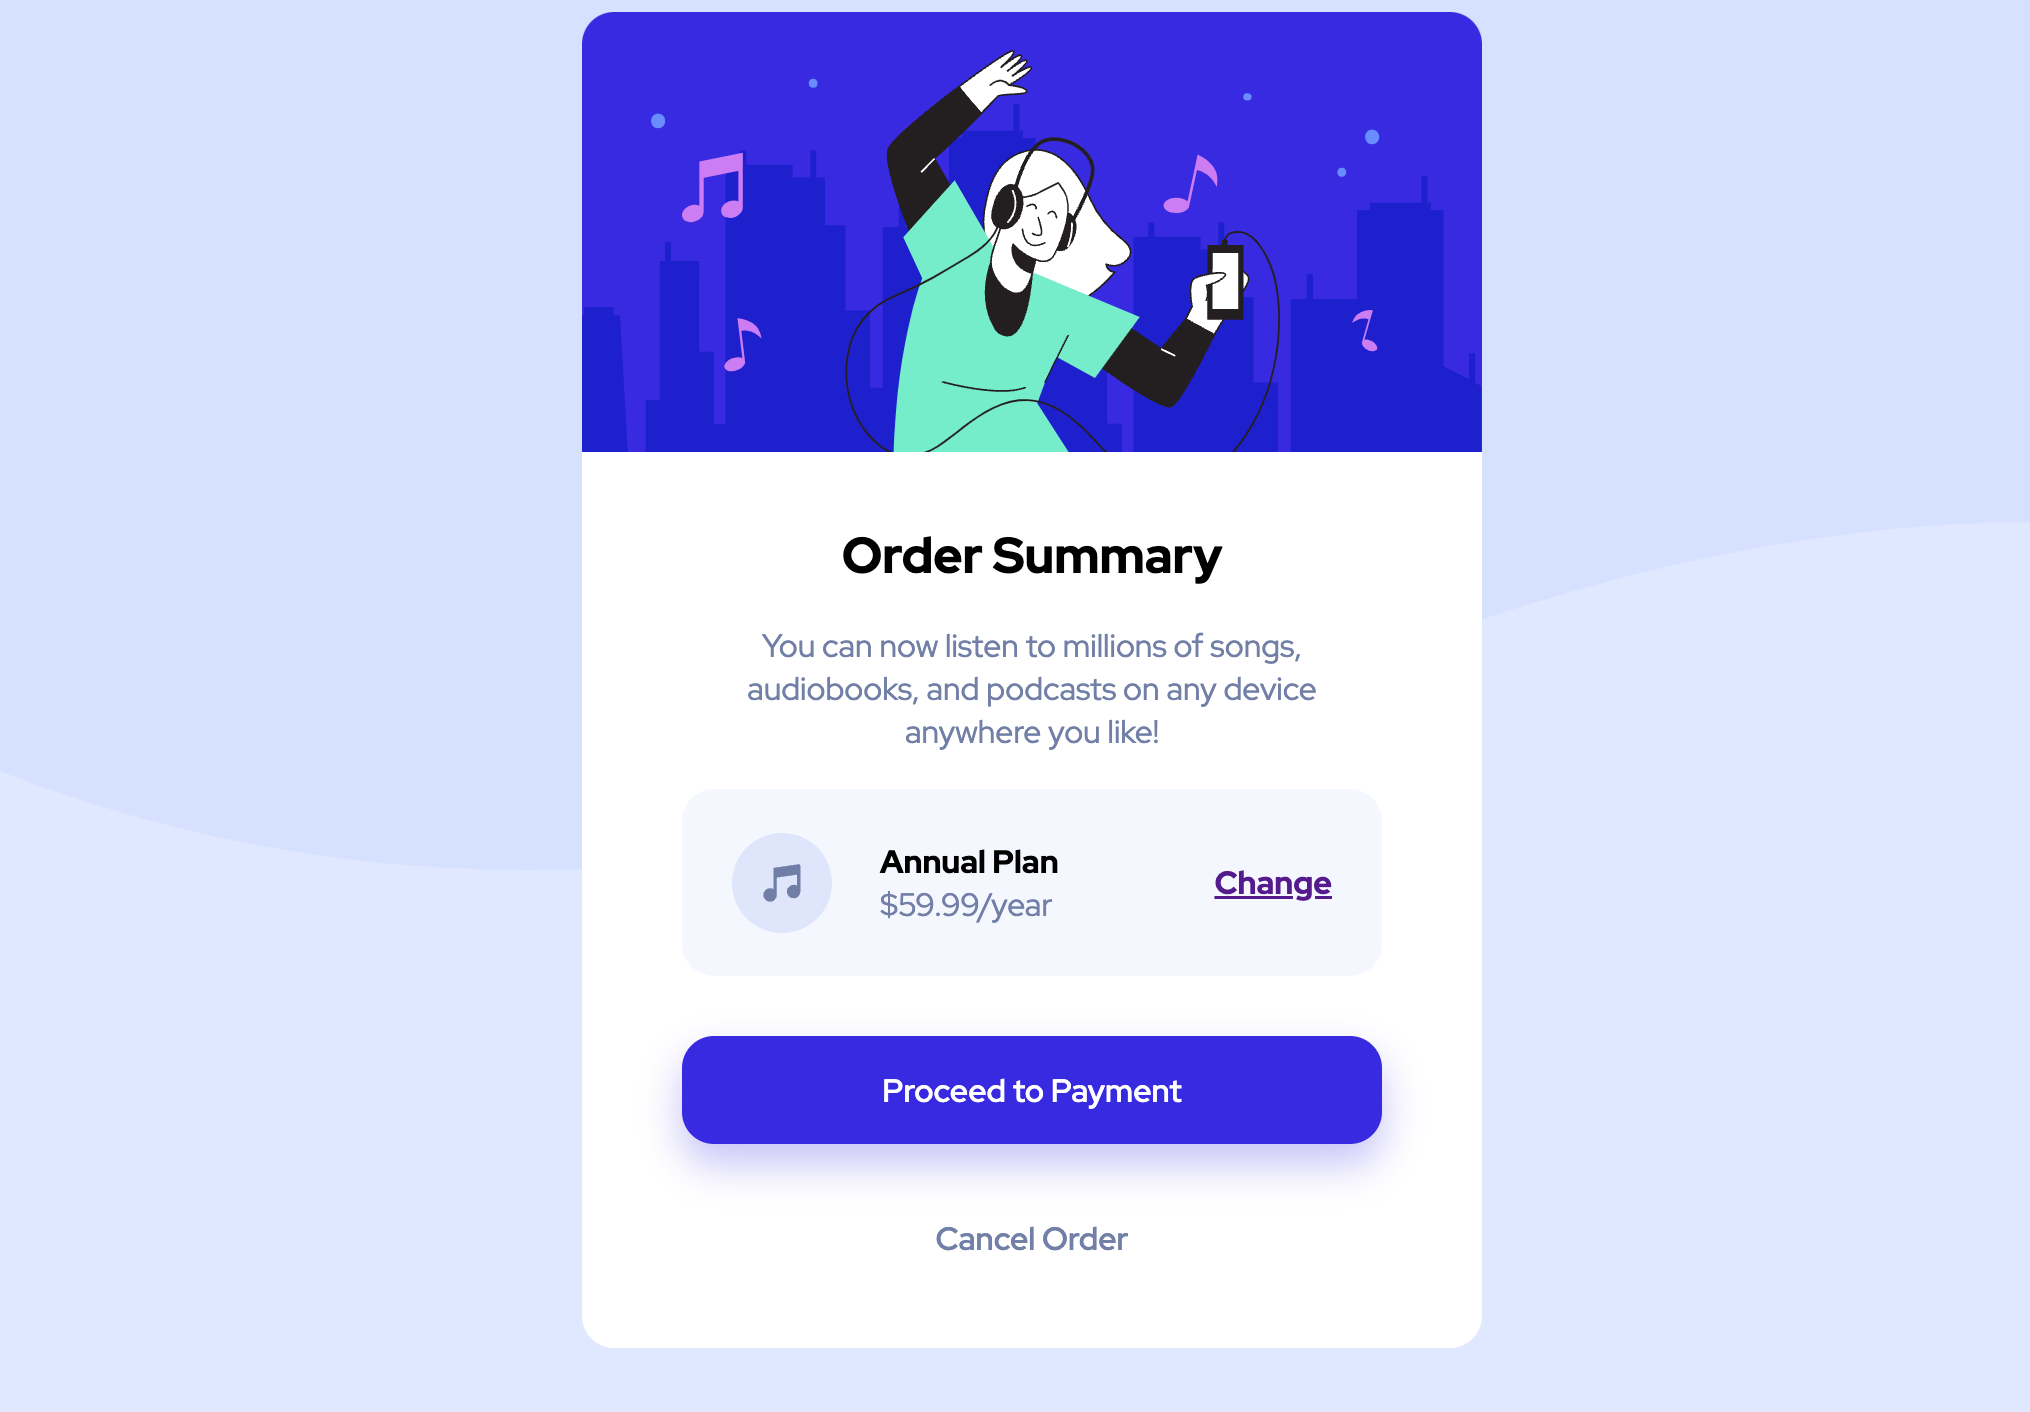 Order Summary
You can now listen to millions of songs,
audiobooks, and podcasts on any device
anywhere you like!
Annual Plan
$59.99/year
Change
Proceed to Payment
Cancel Order